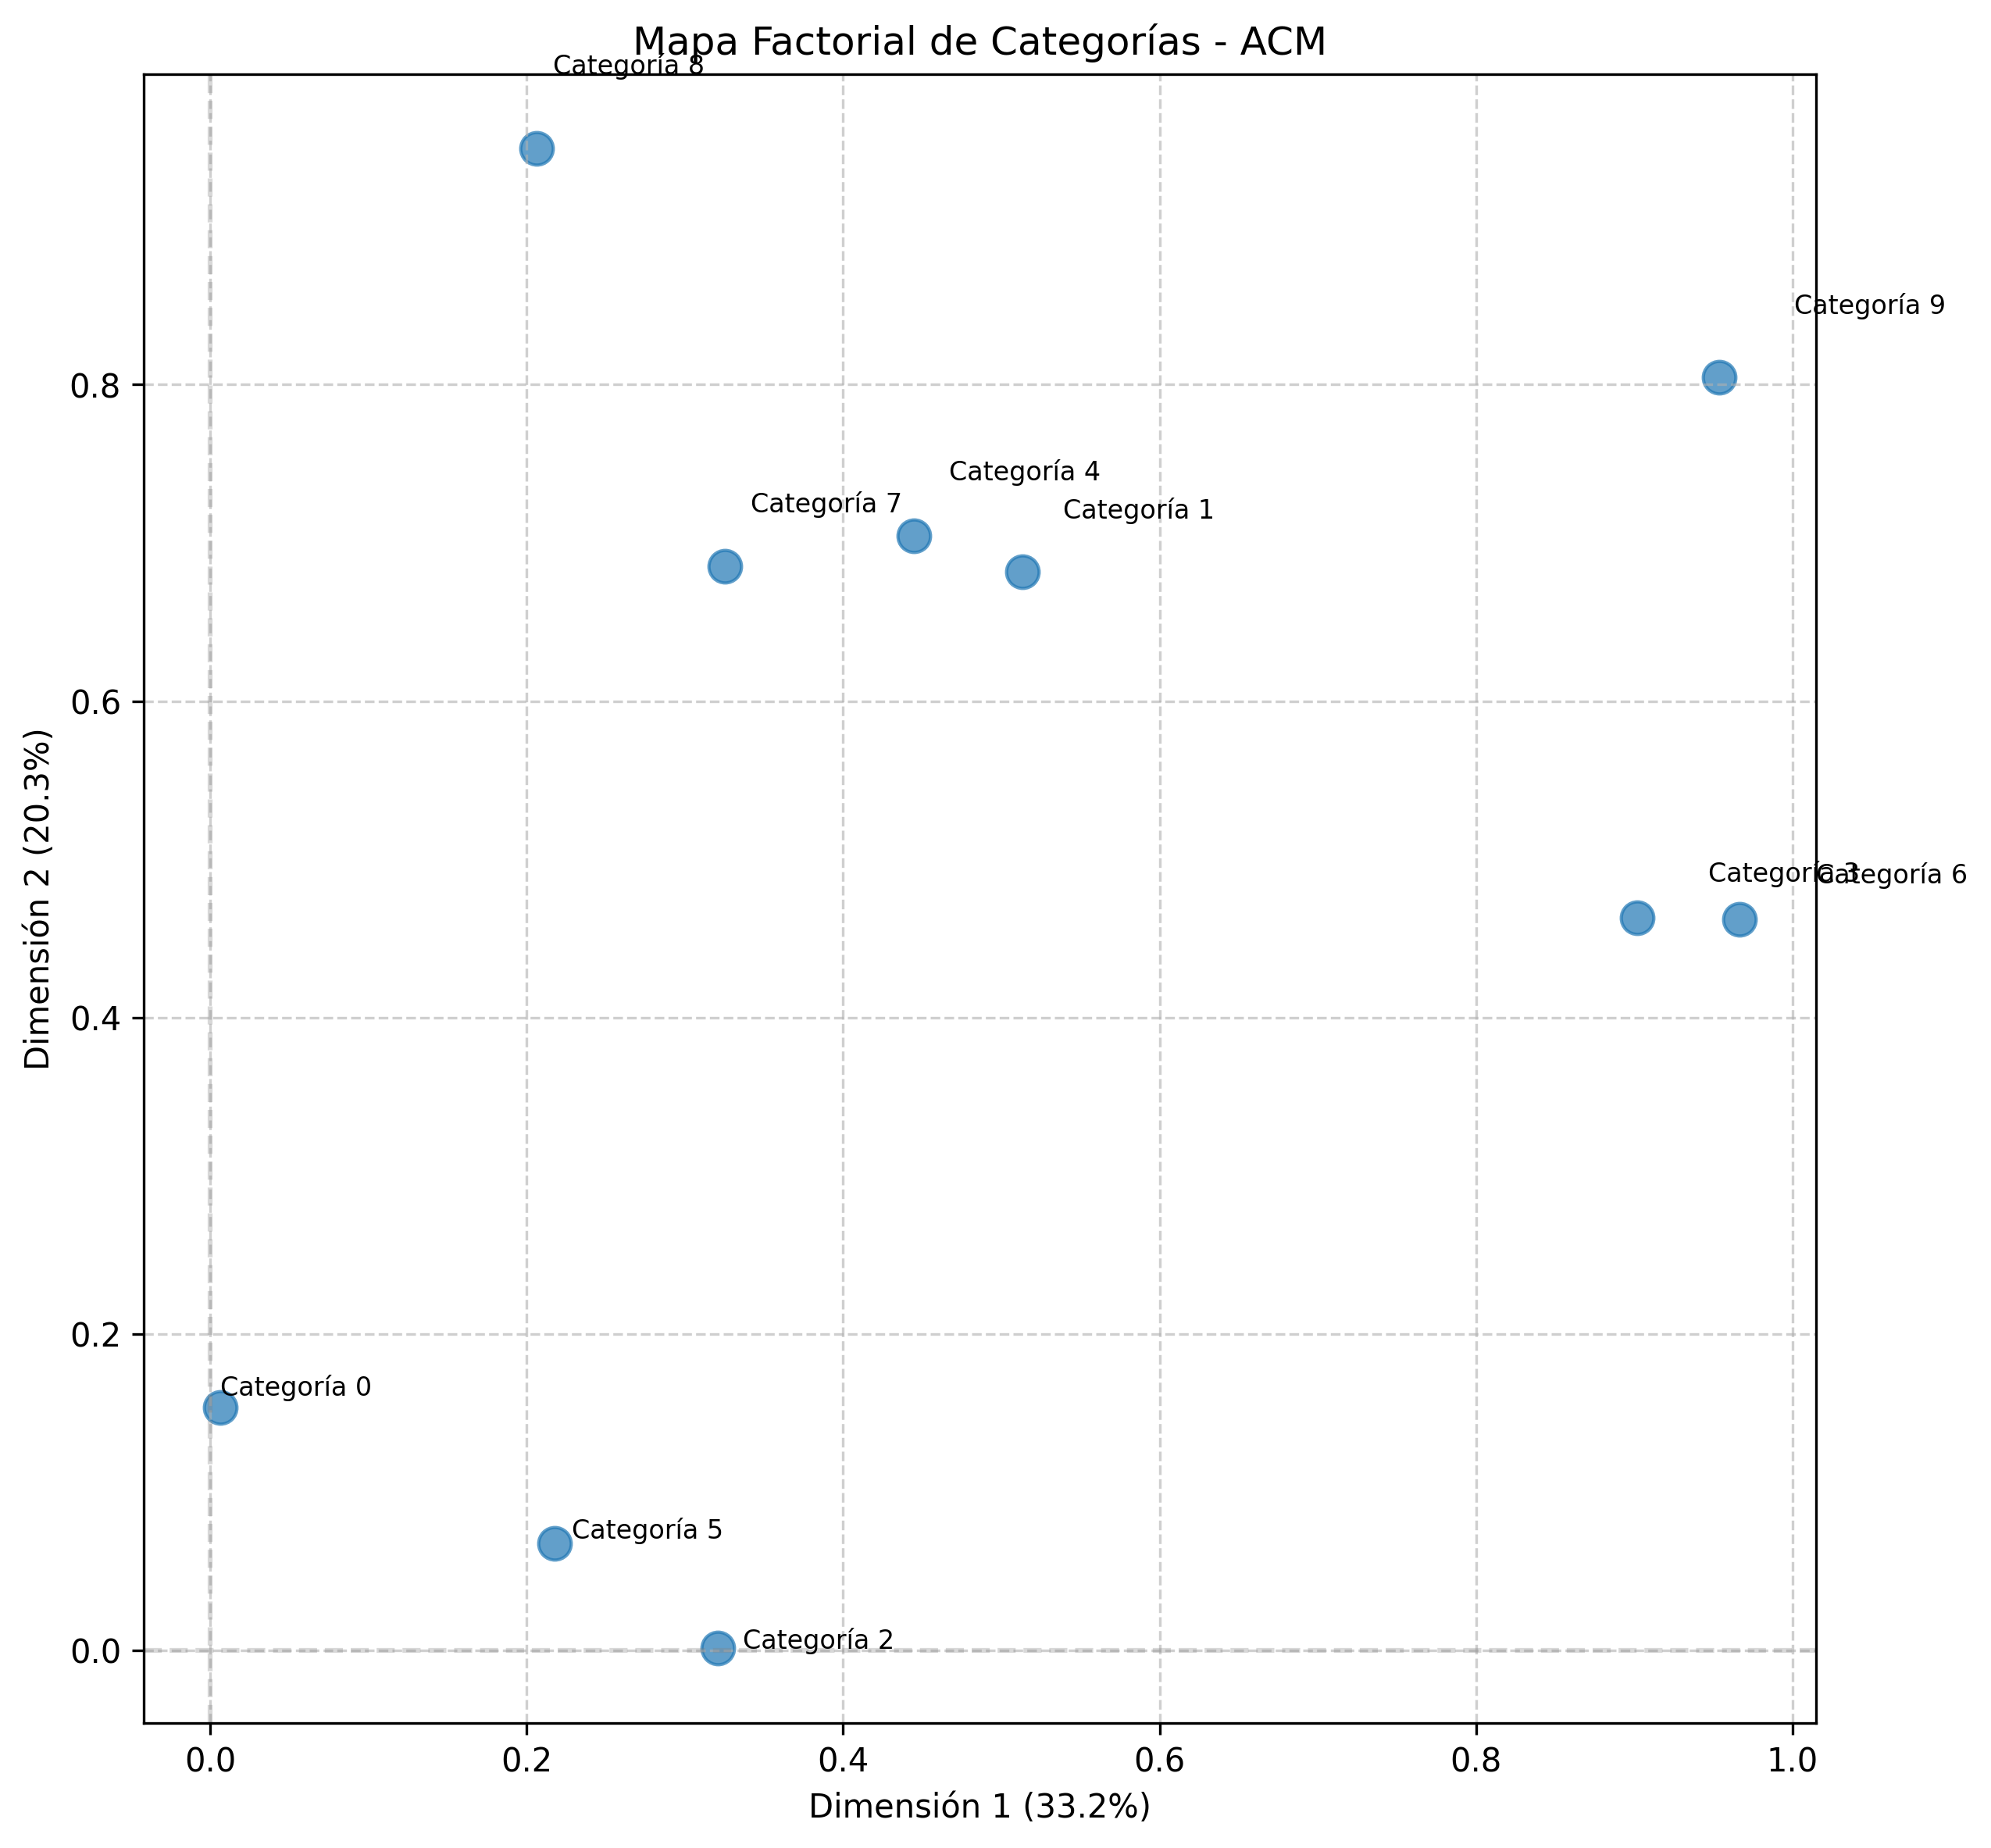 Mapa Factorial de Categorías - ACM
Categoría 8
Categoría 9
0.8
Categoría 4
Categoría 7
Categoría 1
0.6
Dimensión 2 (20.3%)
Categoría 3
Categoría 6
0.4
0.2
Categoría 0
Categoría 5
Categoría 2
0.0
0.0 0.2 0.4 0.6 0.8 1.0
Dimensión 1 (33.2%)